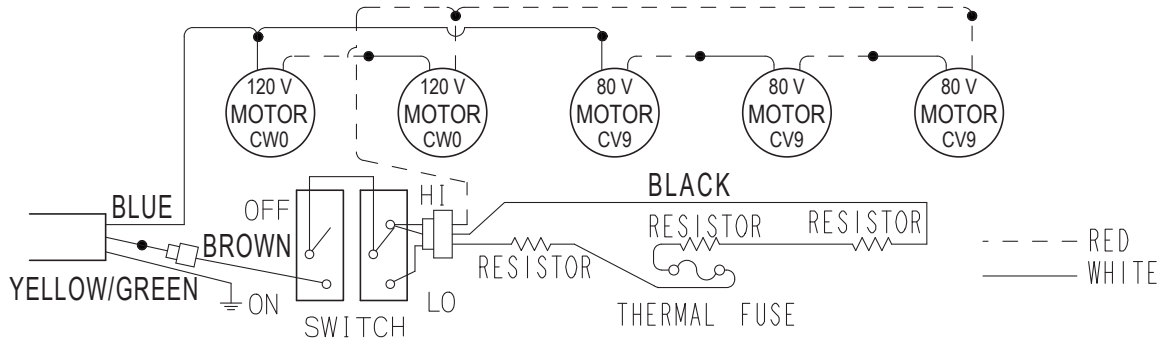 120 V
MOTOR
CW0
120 V
MOTOR
CW0
80 V
MOTOR
CV9
80 V
MOTOR
CV9
80 V
MOTOR
CV9
BLUE
OFF
HI
BLACK
BROWN
RESISTOR
RESISTOR
RESISTOR
YELLOW/GREEN
ON
LO
SWITCH
THERMAL FUSE
RED
WHITE